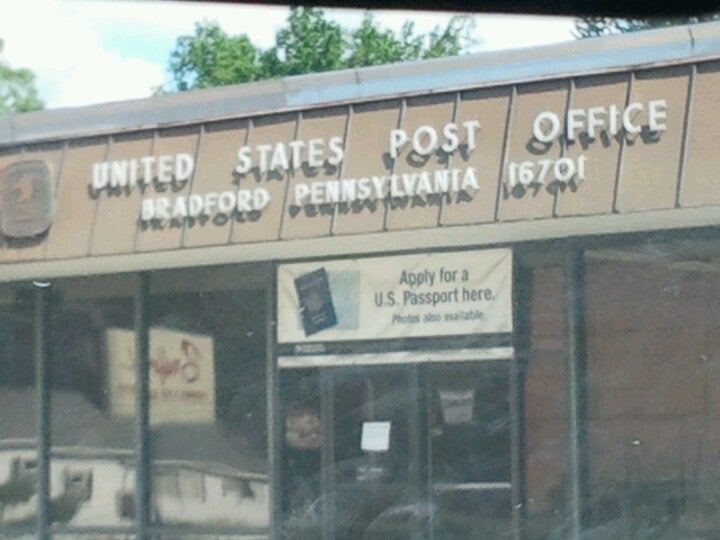 UNITED STATES POST OFFICE
BRADFORD PENNSYLVANIA 16701
Apply for a
U.S. Passport here.
Photos also available.